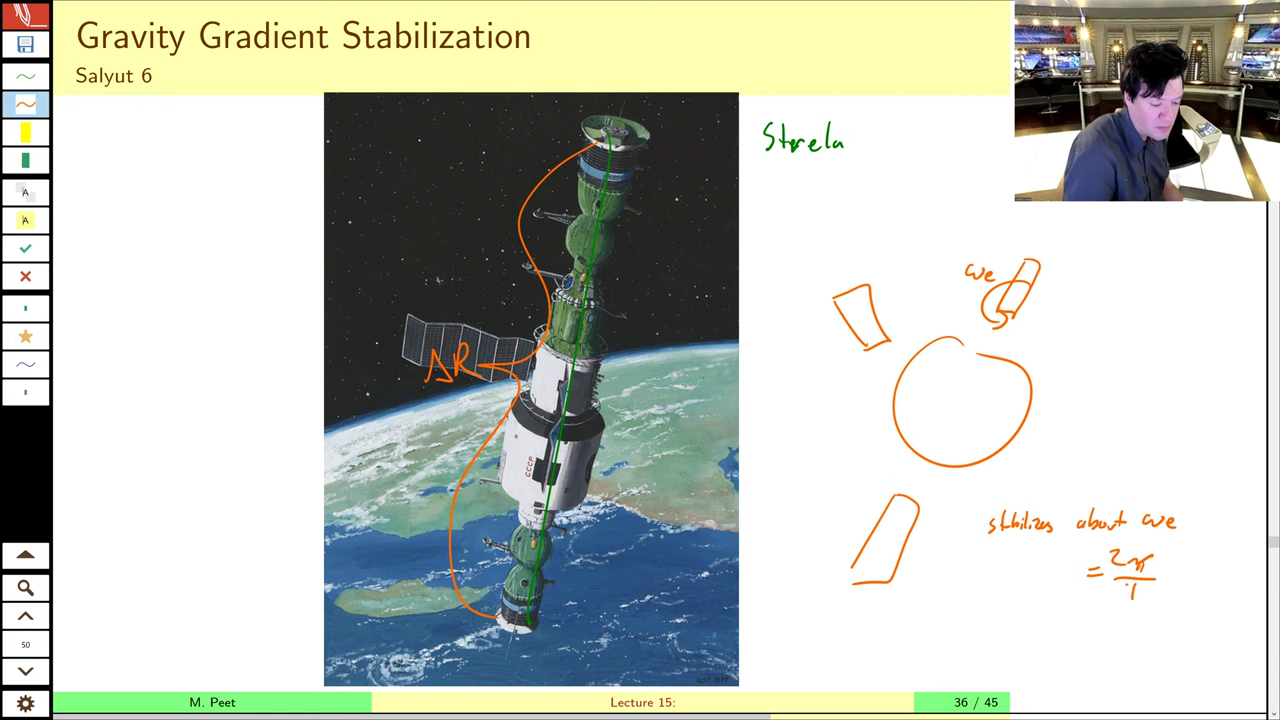 Gravity Gradient Stabilization
Salyut 6
Strela
ωe
ΔR
CCCP
stabilizes about ωe
= 2π
T
50
A
A
M. Peet
Lecture 15:
36 / 45